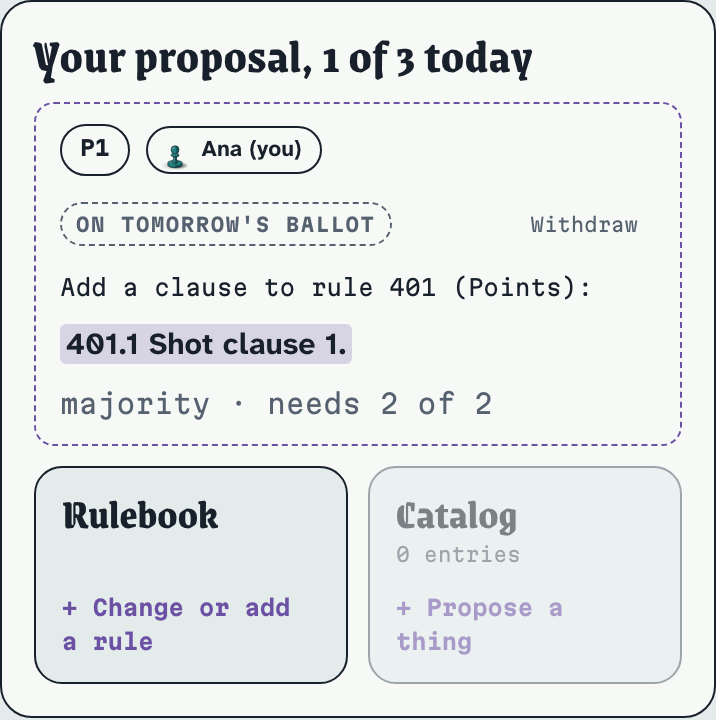 Your proposal, 1 of 3 today
P1
Ana (you)
ON TOMORROW'S BALLOT
Withdraw
Add a clause to rule 401 (Points):
401.1 Shot clause 1.
majority · needs 2 of 2
Rulebook
+ Change or add
a rule
Catalog
0 entries
+ Propose a
thing